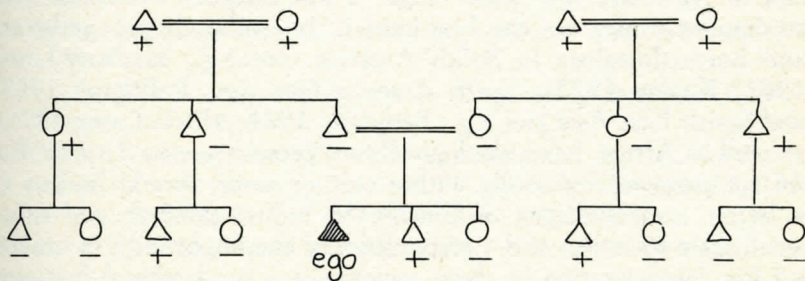 + + + +
+ − − − − +
− − + − + − + − − −
ego